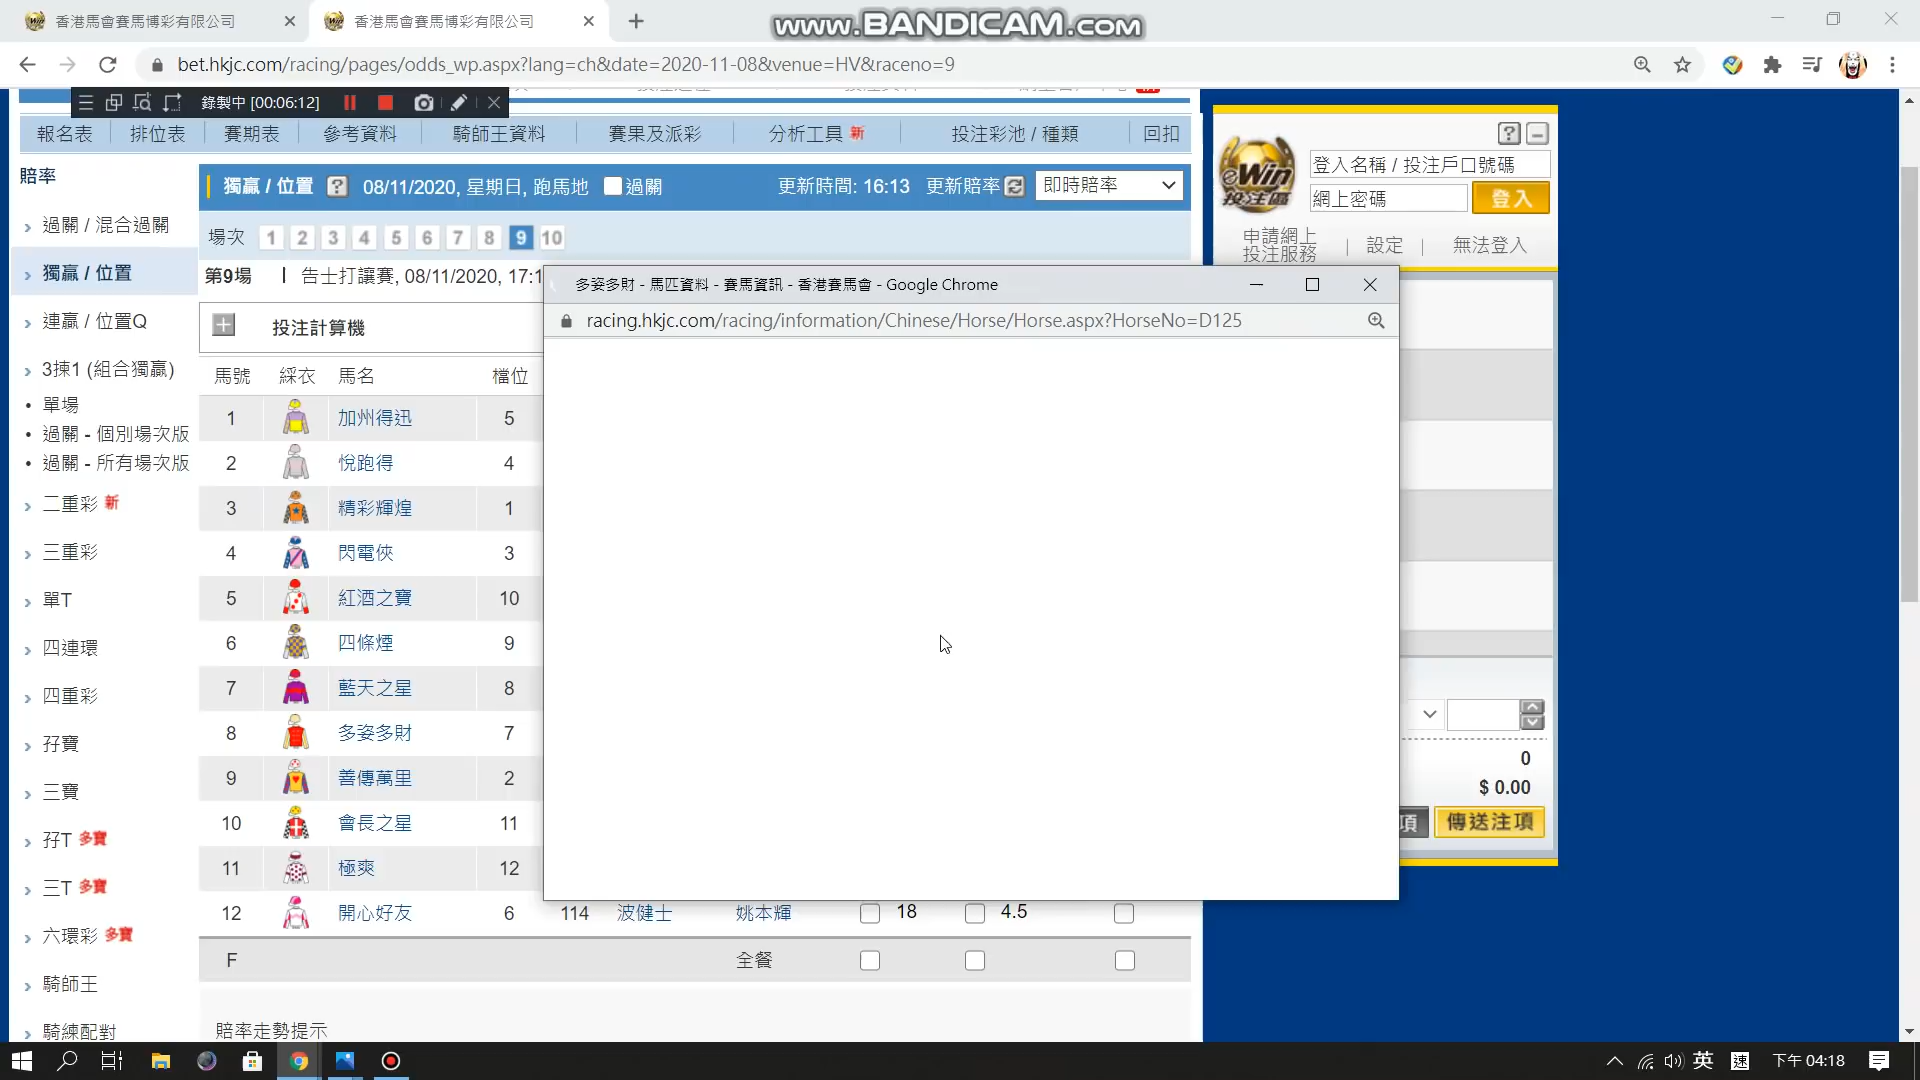 香港馬會賽馬博彩有限公司
香港馬會賽馬博彩有限公司
www.BANDICAM.com
bet.hkjc.com/racing/pages/odds_wp.aspx?lang=ch&date=2020-11-08&venue=HV&raceno=9
錄製中 [00:06:12]
報名表 排位表 賽期表 參考資料 騎師王資料 賽果及派彩 分析工具 新 投注彩池 / 種類 回扣
賠率
過關 / 混合過關
獨贏 / 位置
連贏 / 位置Q
3揀1 (組合獨贏)
單場
過關 - 個別場次版
過關 - 所有場次版
二重彩 新
三重彩
單T
四連環
四重彩
孖寶
三寶
孖T 多寶
三T 多寶
六環彩 多寶
騎師王
騎練配對
獨贏 / 位置 ? 08/11/2020, 星期日, 跑馬地 過關 更新時間: 16:13 更新賠率 即時賠率
場次 1 2 3 4 5 6 7 8 9 10
第9場 | 告士打讓賽, 08/11/2020, 17:1
投注計算機
馬號 綵衣 馬名 檔位
1 加州得迅 5
2 悅跑得 4
3 精彩輝煌 1
4 閃電俠 3
5 紅酒之寶 10
6 四條煙 9
7 藍天之星 8
8 多姿多財 7
9 善傳萬里 2
10 會長之星 11
11 極爽 12
12 開心好友 6 114 波健士 姚本輝 18 4.5
F 全餐
賠率走勢提示
多姿多財 - 馬匹資料 - 賽馬資訊 - 香港賽馬會 - Google Chrome
racing.hkjc.com/racing/information/Chinese/Horse/Horse.aspx?HorseNo=D125
eWin
投注區
登入名稱 / 投注戶口號碼
網上密碼
登入
申請網上
投注服務
| 設定 | 無法登入
0
$ 0.00
項 傳送注項
英 速 下午 04:18